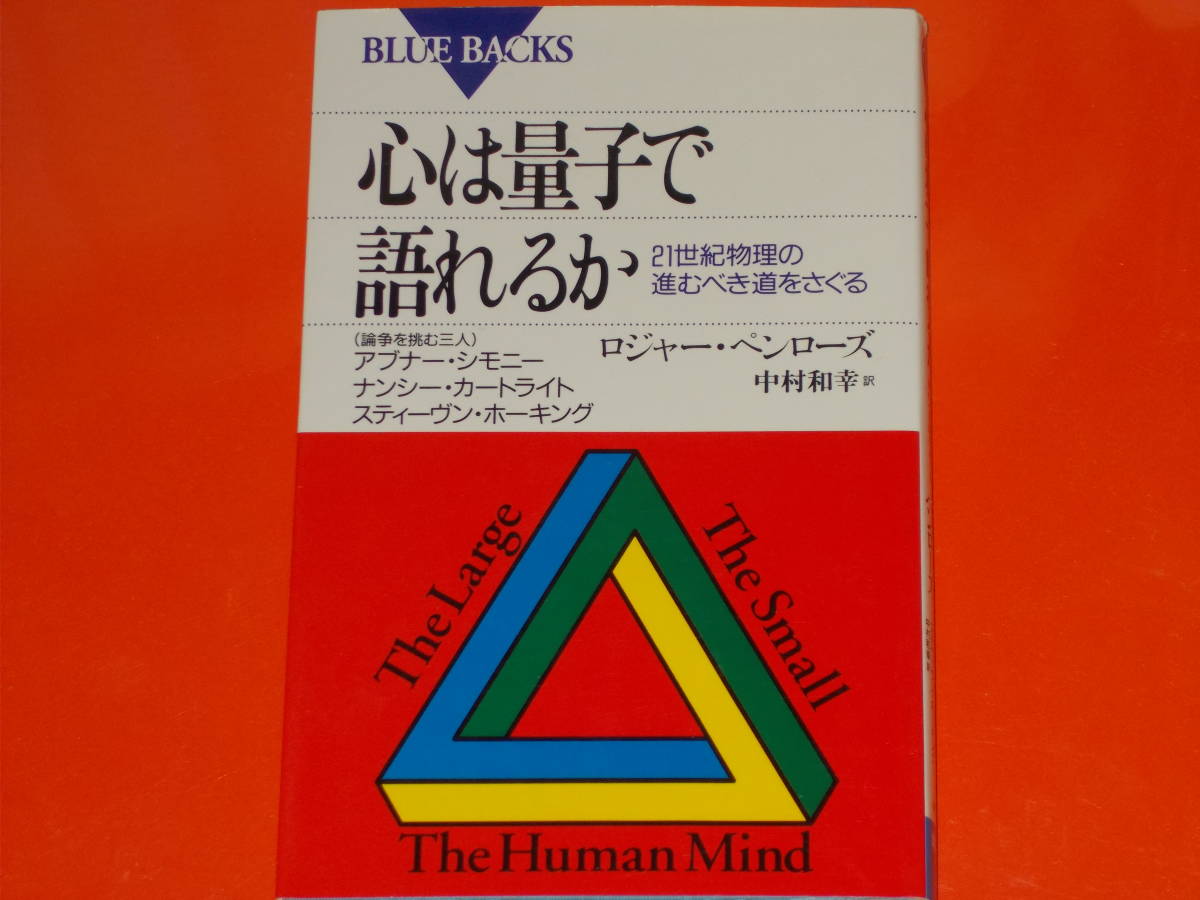 BLUE BACKS
心は量子で
語れるか
21世紀物理の
進むべき道をさぐる
(論争を挑む三人)
アブナー・シモニー
ナンシー・カートライト
スティーヴン・ホーキング
ロジャー・ペンローズ
中村和幸 訳
The Large
The Small
The Human Mind